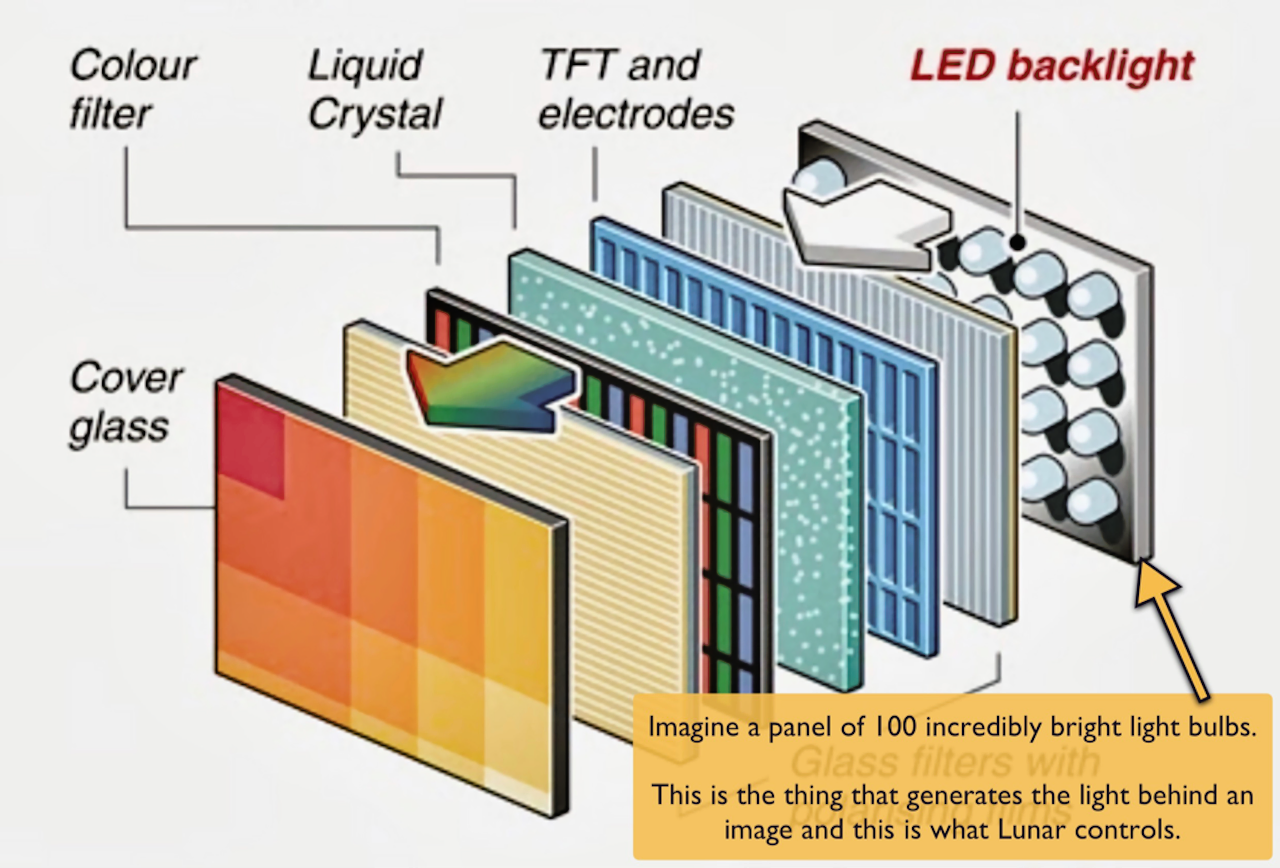 Colour
filter
Liquid
Crystal
TFT and
electrodes
LED backlight
Cover
glass
Imagine a panel of 100 incredibly bright light bulbs.
Glass filters with
This is the thing that generates the light behind an
polarising films
image and this is what Lunar controls.